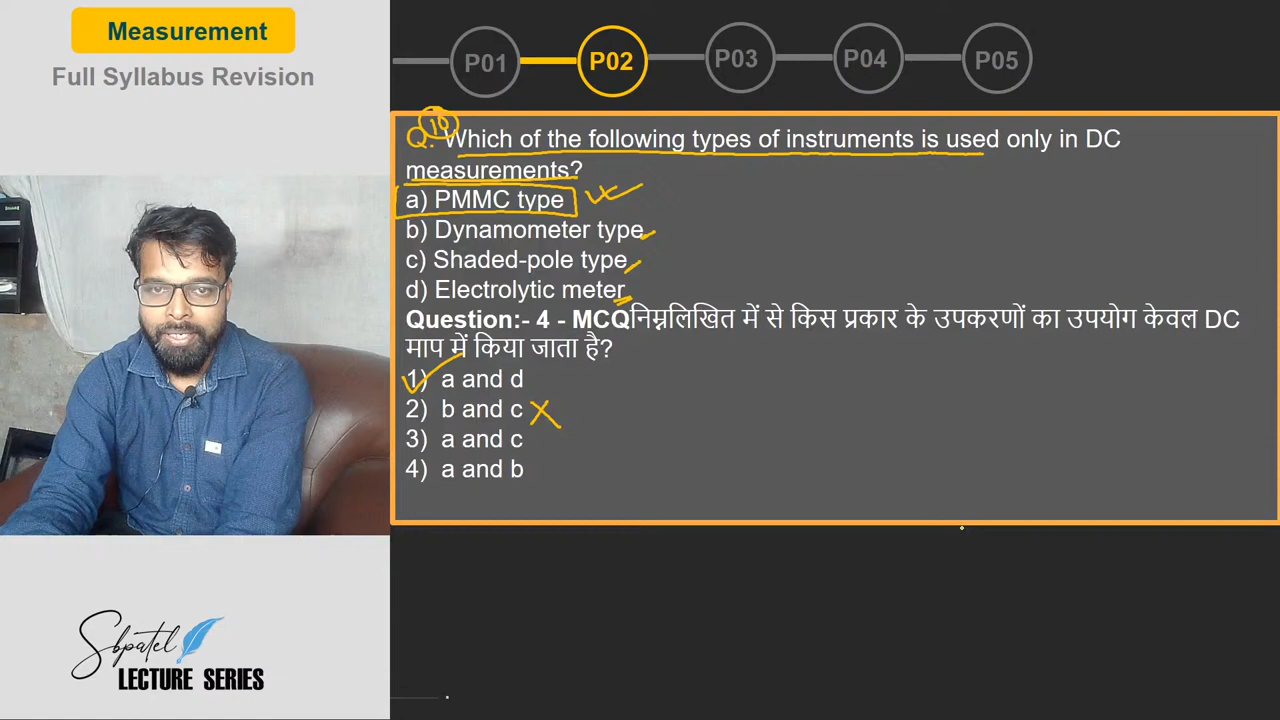 Measurement
Full Syllabus Revision
P01
P02
P03
P04
P05
10
Q. Which of the following types of instruments is used only in DC
measurements?
a) PMMC type
b) Dynamometer type
c) Shaded-pole type
d) Electrolytic meter
Question:- 4 - MCQनिम्नलिखित में से किस प्रकार के उपकरणों का उपयोग केवल DC
माप में किया जाता है?
1) a and d
2) b and c
3) a and c
4) a and b
Sbpatel
LECTURE SERIES